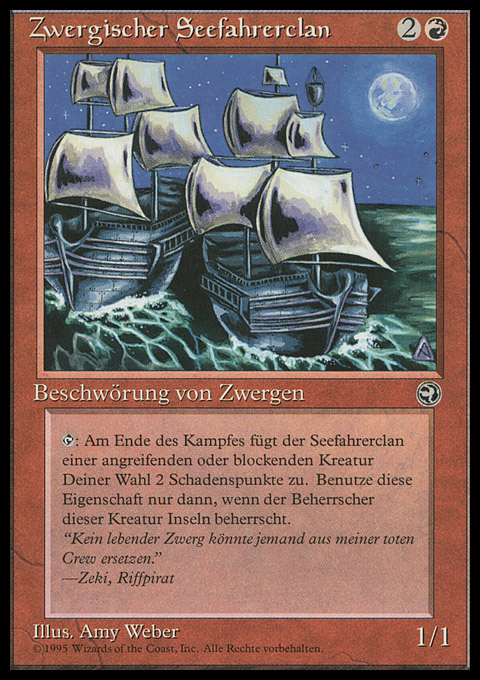 Zwergischer Seefahrerclan
2
Beschwörung von Zwergen
: Am Ende des Kampfes fügt der Seefahrerclan
einer angreifenden oder blockenden Kreatur
Deiner Wahl 2 Schadenspunkte zu. Benutze diese
Eigenschaft nur dann, wenn der Beherrscher
dieser Kreatur Inseln beherrscht.
“Kein lebender Zwerg könnte jemand aus meiner toten
Crew ersetzen.”
—Zeki, Riffpirat
Illus. Amy Weber
1/1
©1995 Wizards of the Coast, Inc. Alle Rechte vorbehalten.